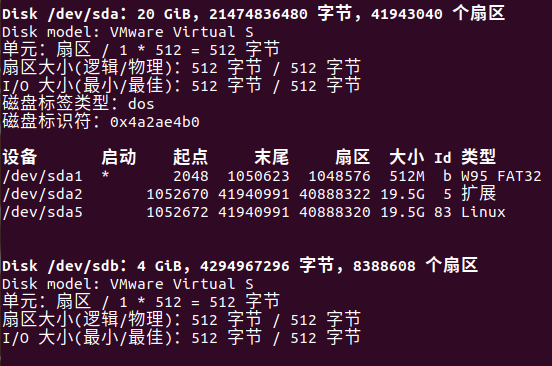 Disk /dev/sda：20 GiB，21474836480 字节，41943040 个扇区
Disk model: VMware Virtual S
单元：扇区 / 1 * 512 = 512 字节
扇区大小(逻辑/物理)：512 字节 / 512 字节
I/O 大小(最小/最佳)：512 字节 / 512 字节
磁盘标签类型：dos
磁盘标识符：0x4a2ae4b0
设备 启动 起点 末尾 扇区 大小 Id 类型
/dev/sda1 * 2048 1050623 1048576 512M b W95 FAT32
/dev/sda2 1052670 41940991 40888322 19.5G 5 扩展
/dev/sda5 1052672 41940991 40888320 19.5G 83 Linux
Disk /dev/sdb：4 GiB，4294967296 字节，8388608 个扇区
Disk model: VMware Virtual S
单元：扇区 / 1 * 512 = 512 字节
扇区大小(逻辑/物理)：512 字节 / 512 字节
I/O 大小(最小/最佳)：512 字节 / 512 字节